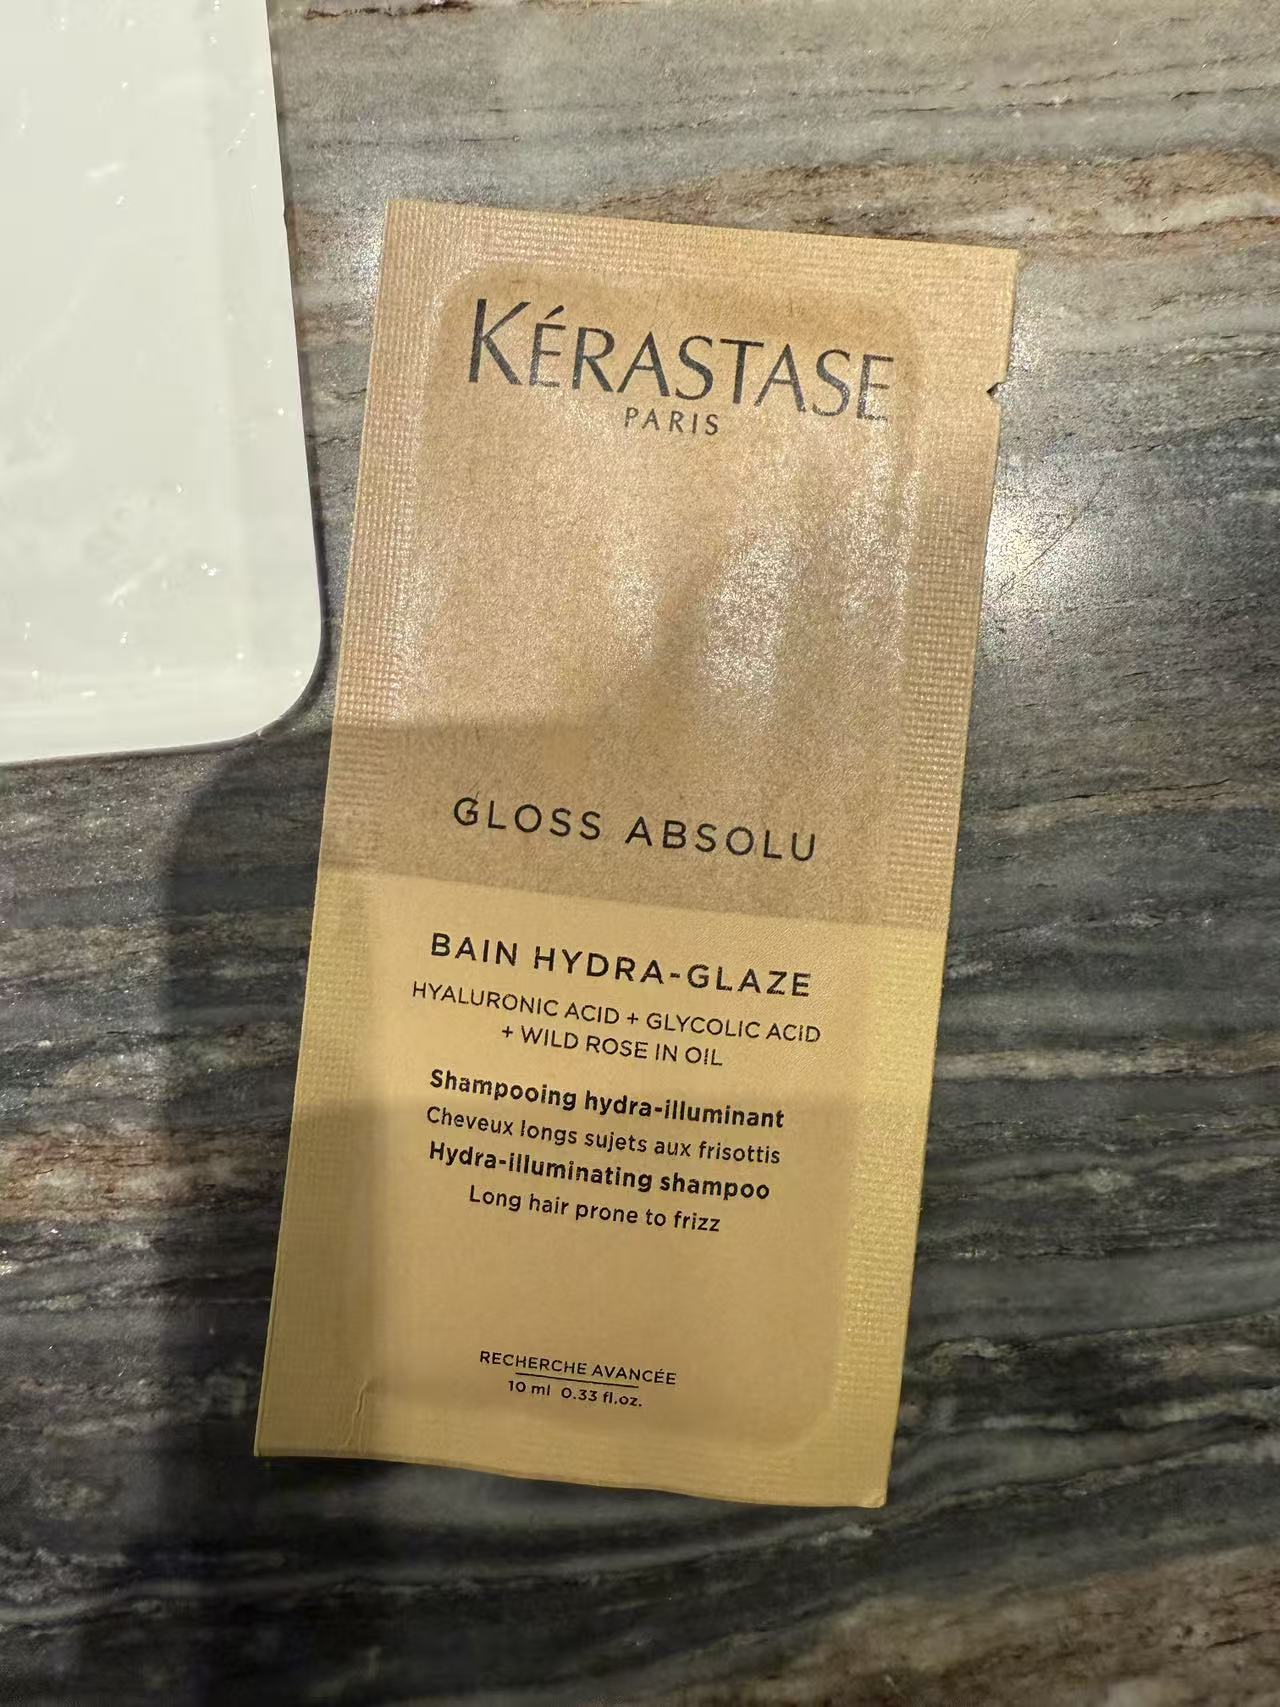 KÉRASTASE
PARIS
GLOSS ABSOLU
BAIN HYDRA-GLAZE
HYALURONIC ACID + GLYCOLIC ACID
+ WILD ROSE IN OIL
Shampooing hydra-illuminant
Cheveux longs sujets aux frisottis
Hydra-illuminating shampoo
Long hair prone to frizz
RECHERCHE AVANCÉE
10 ml 0.33 fl.oz.